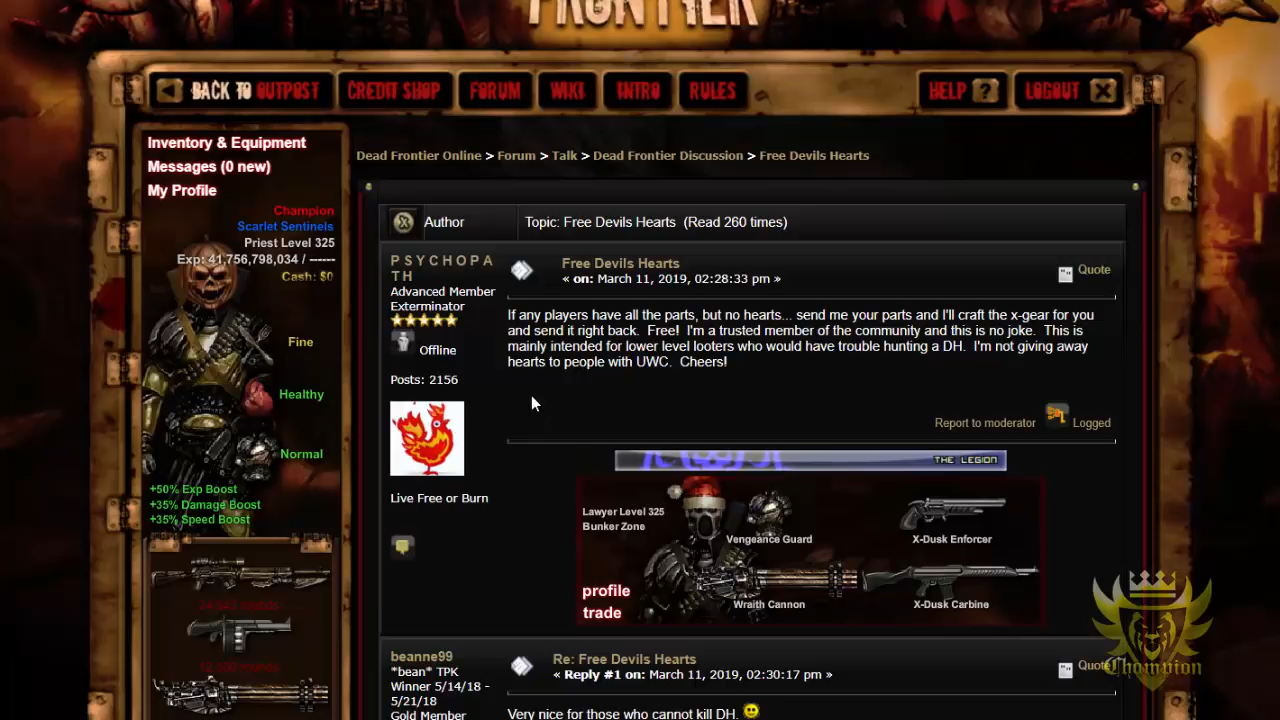 FRONTIER
BACK TO OUTPOST
CREDIT SHOP
FORUM
WIKI
INTRO
RULES
HELP ?
LOGOUT X
Inventory & Equipment
Messages (0 new)
My Profile
Champion
Scarlet Sentinels
Priest Level 325
Exp: 41,756,798,034 / ------
Cash: $0
Fine
Healthy
Normal
+50% Exp Boost
+35% Damage Boost
+35% Speed Boost
Dead Frontier Online > Forum > Talk > Dead Frontier Discussion > Free Devils Hearts
Author
Topic: Free Devils Hearts (Read 260 times)
P S Y C H O P A
T H
Advanced Member
Exterminator
Offline
Posts: 2156
Live Free or Burn
Free Devils Hearts
« on: March 11, 2019, 02:28:33 pm »
Quote
If any players have all the parts, but no hearts... send me your parts and I'll craft the x-gear for you
and send it right back. Free! I'm a trusted member of the community and this is no joke. This is
mainly intended for lower level looters who would have trouble hunting a DH. I'm not giving away
hearts to people with UWC. Cheers!
Report to moderator
Logged
THE LEGION
Lawyer Level 325
Bunker Zone
Vengeance Guard
X-Dusk Enforcer
Wraith Cannon
X-Dusk Carbine
profile
trade
beanne99
*bean* TPK
Winner 5/14/18 -
5/21/18
Gold Member
Re: Free Devils Hearts
« Reply #1 on: March 11, 2019, 02:30:17 pm »
Quote
Very nice for those who cannot kill DH.
Champion